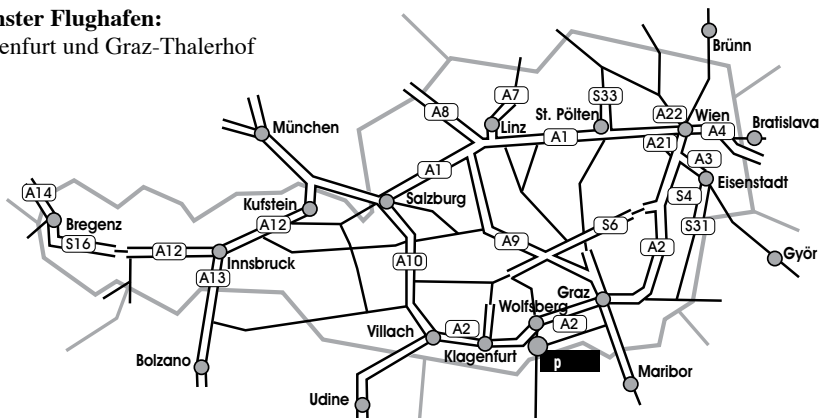 nster Flughafen:
enfurt und Graz-Thalerhof
Brünn
A7
A8
S33
St. Pölten
A22
Wien
Linz
A1
A4
Bratislava
München
A21
A3
A1
Eisenstadt
A14
Kufstein
Salzburg
S4
Bregenz
A12
S6
S31
S16
A12
A9
A2
Innsbruck
A10
Györ
A13
Graz
Wolfsberg
Villach
A2
A2
Klagenfurt
Bolzano
p
Maribor
Udine